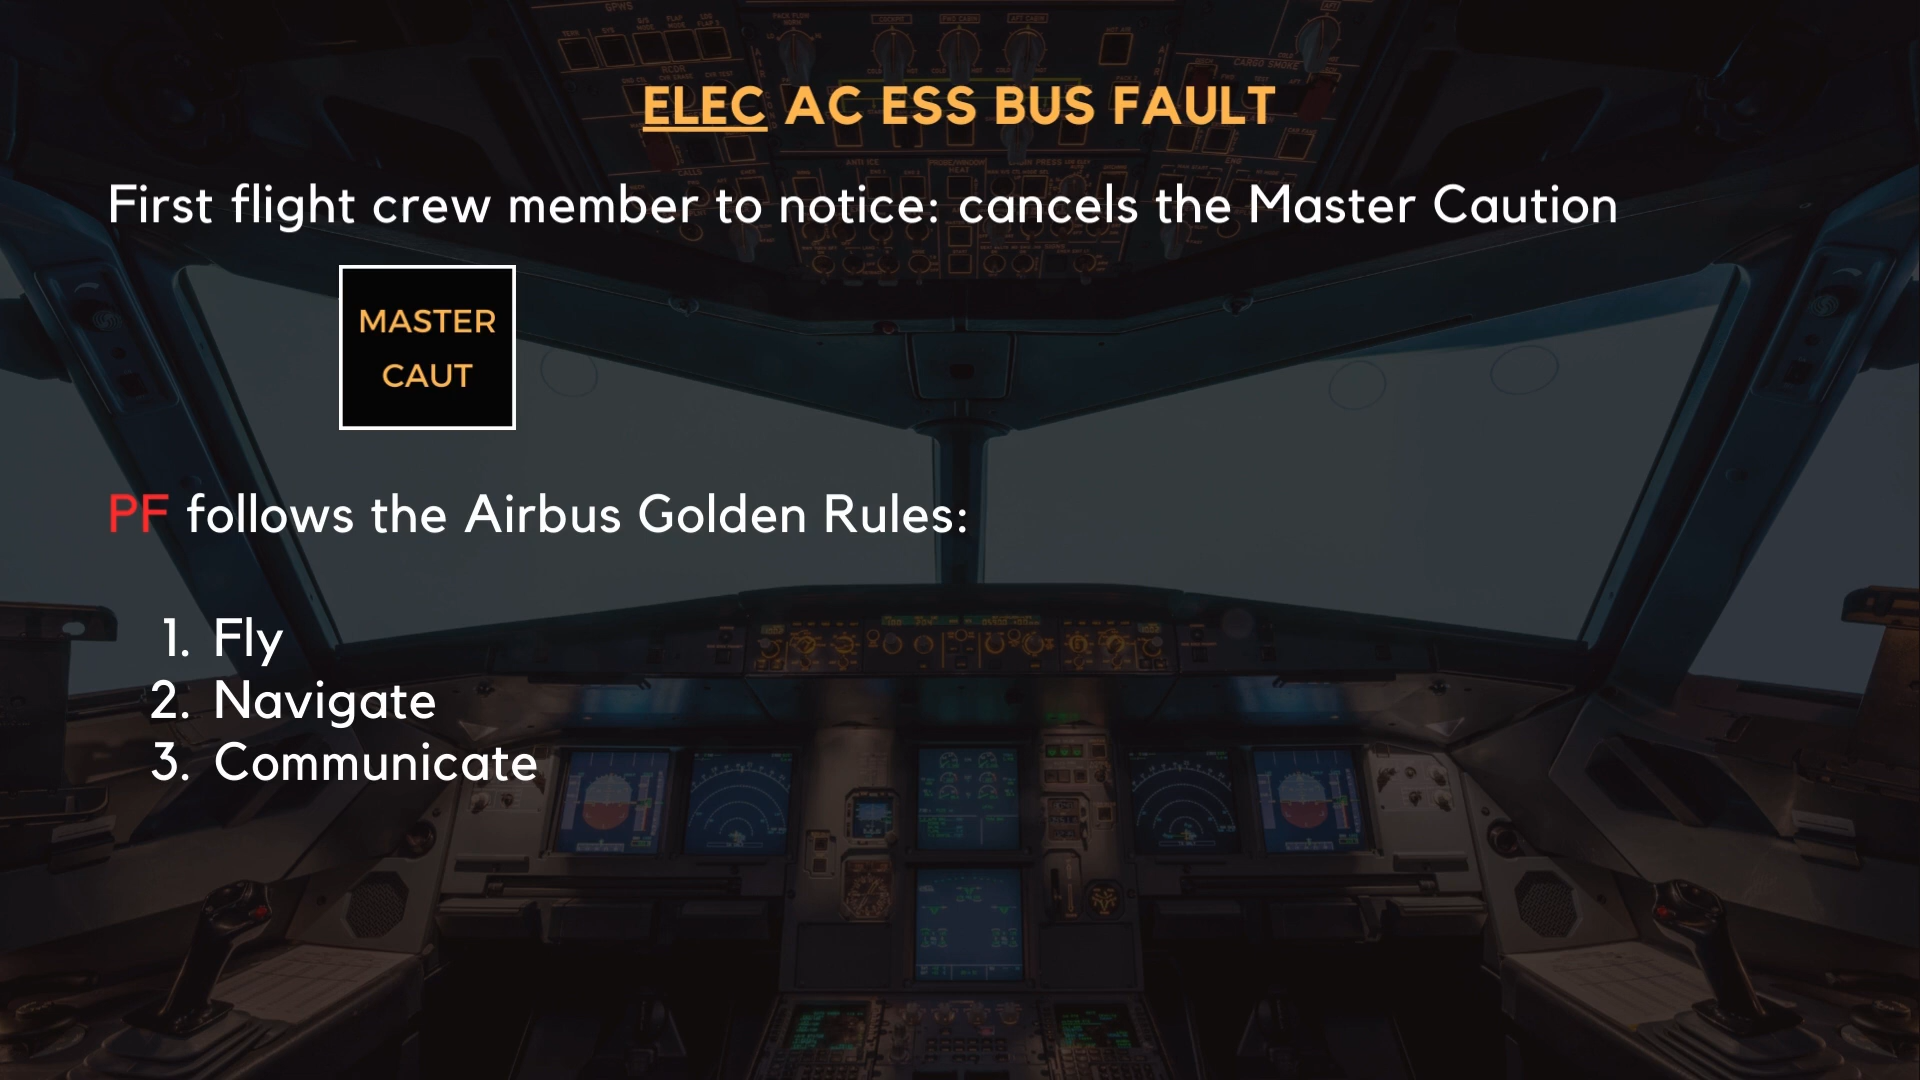 ELEC AC ESS BUS FAULT
First flight crew member to notice: cancels the Master Caution
MASTER
CAUT
PF follows the Airbus Golden Rules:
1. Fly
2. Navigate
3. Communicate